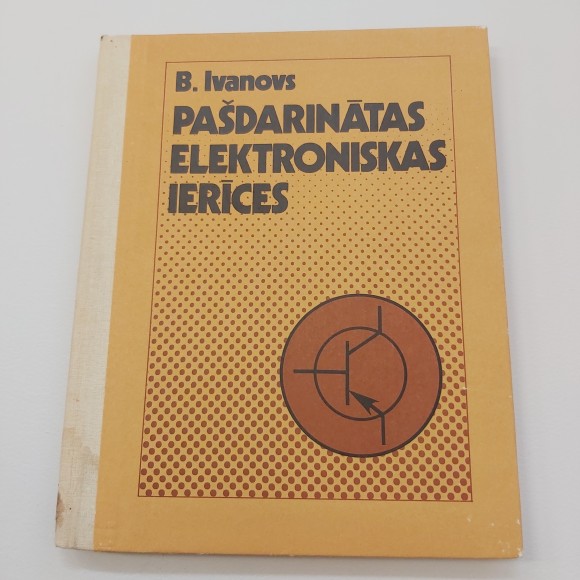 B. Ivanovs
PAŠDARINĀTAS
ELEKTRONISKAS
IERĪCES